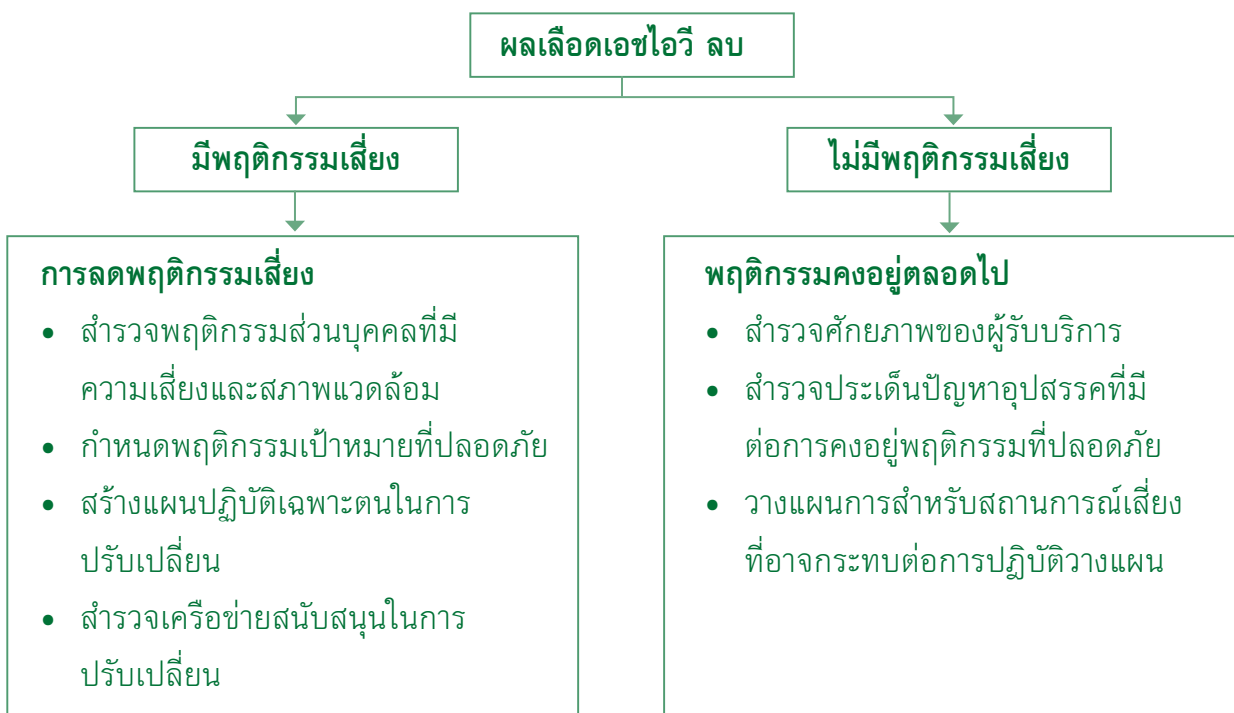 ผลเลือดเอชไอวี ลบ
มีพฤติกรรมเสี่ยง
ไม่มีพฤติกรรมเสี่ยง
การลดพฤติกรรมเสี่ยง
• สำรวจพฤติกรรมส่วนบุคคลที่มี
ความเสี่ยงและสภาพแวดล้อม
• กำหนดพฤติกรรมเป้าหมายที่ปลอดภัย
• สร้างแผนปฏิบัติเฉพาะตนในการ
ปรับเปลี่ยน
• สำรวจเครือข่ายสนับสนุนในการ
ปรับเปลี่ยน
พฤติกรรมคงอยู่ตลอดไป
• สำรวจศักยภาพของผู้รับบริการ
• สำรวจประเด็นปัญหาอุปสรรคที่มี
ต่อการคงอยู่พฤติกรรมที่ปลอดภัย
• วางแผนการสำหรับสถานการณ์เสี่ยง
ที่อาจกระทบต่อการปฏิบัติวางแผน